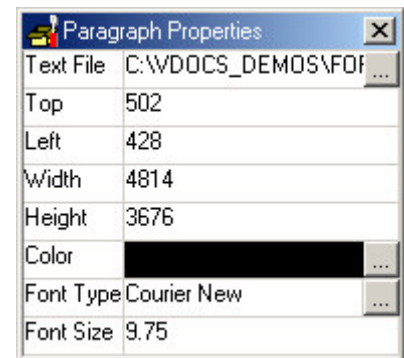 Paragraph Properties
Text File C:\VDOCS_DEMOS\FOF ...
Top 502
Left 428
Width 4814
Height 3676
Color ...
Font Type Courier New ...
Font Size 9.75